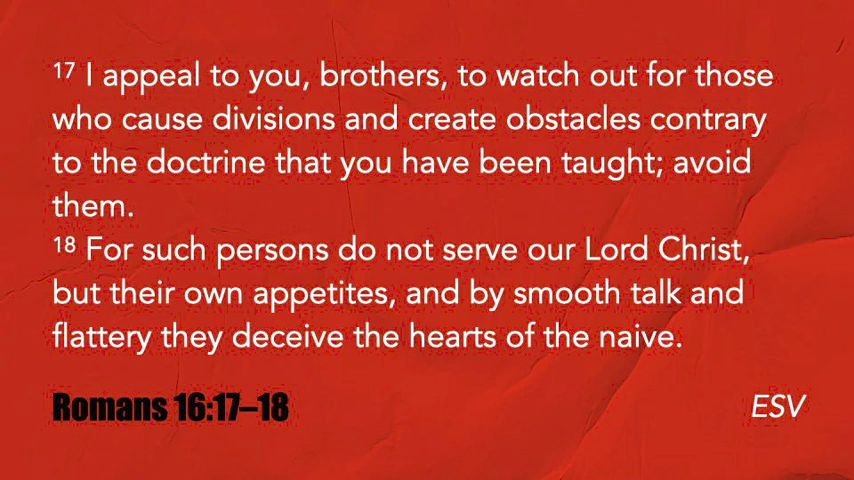 17 I appeal to you, brothers, to watch out for those
who cause divisions and create obstacles contrary
to the doctrine that you have been taught; avoid
them.
18 For such persons do not serve our Lord Christ,
but their own appetites, and by smooth talk and
flattery they deceive the hearts of the naive.
Romans 16:17–18
ESV